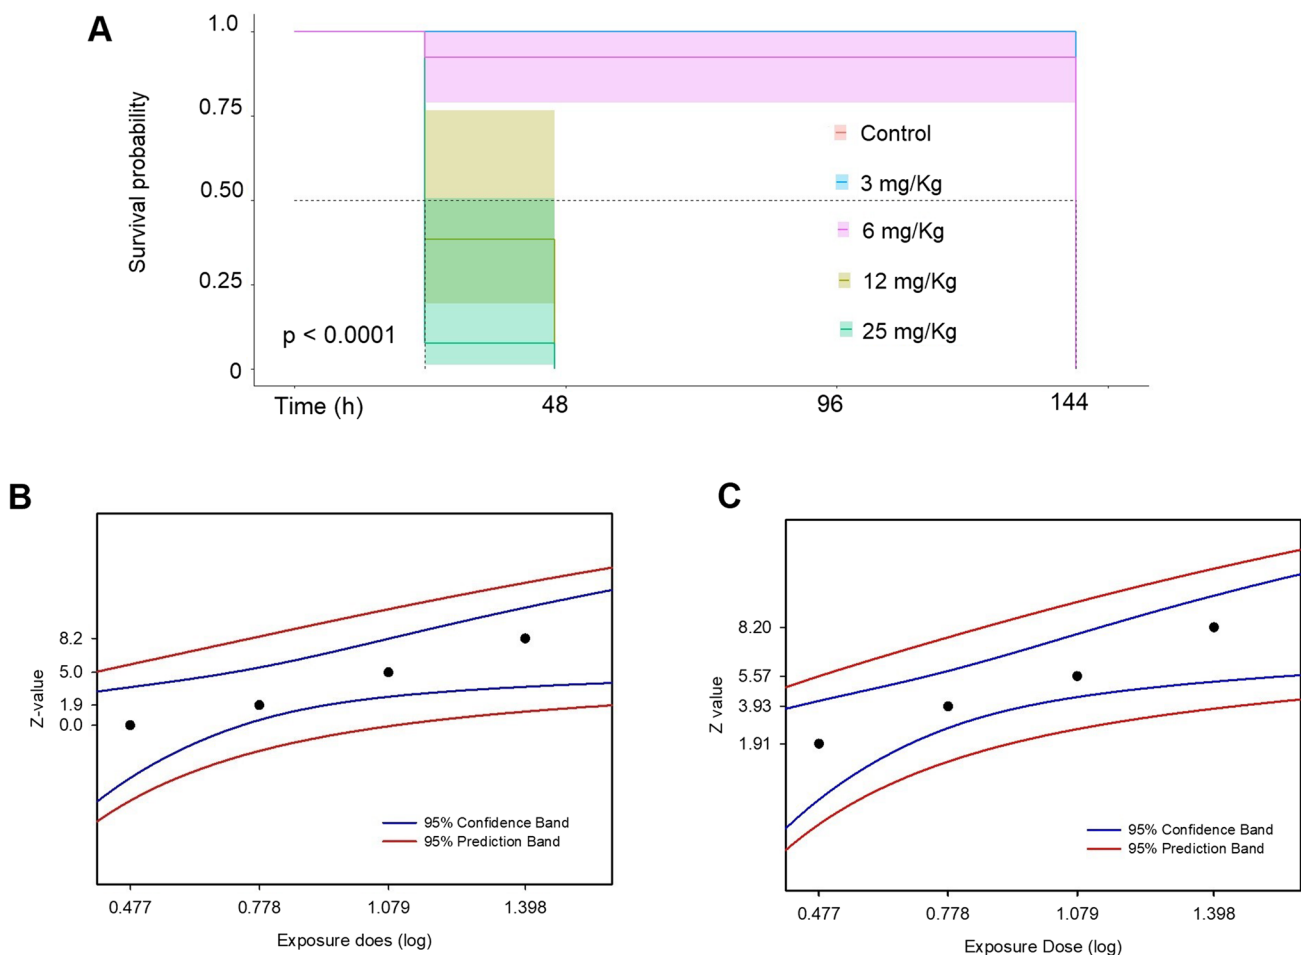 A
Survival probability
1.0
0.75
0.50
0.25
0
Control
3 mg/Kg
6 mg/Kg
12 mg/Kg
25 mg/Kg
p < 0.0001
Time (h)
48
96
144
B
Z-value
8.2
5.0
1.9
0.0
95% Confidence Band
95% Prediction Band
0.477
0.778
1.079
1.398
Exposure does (log)
C
Z value
8.20
5.57
3.93
1.91
95% Confidence Band
95% Prediction Band
0.477
0.778
1.079
1.398
Exposure Dose (log)